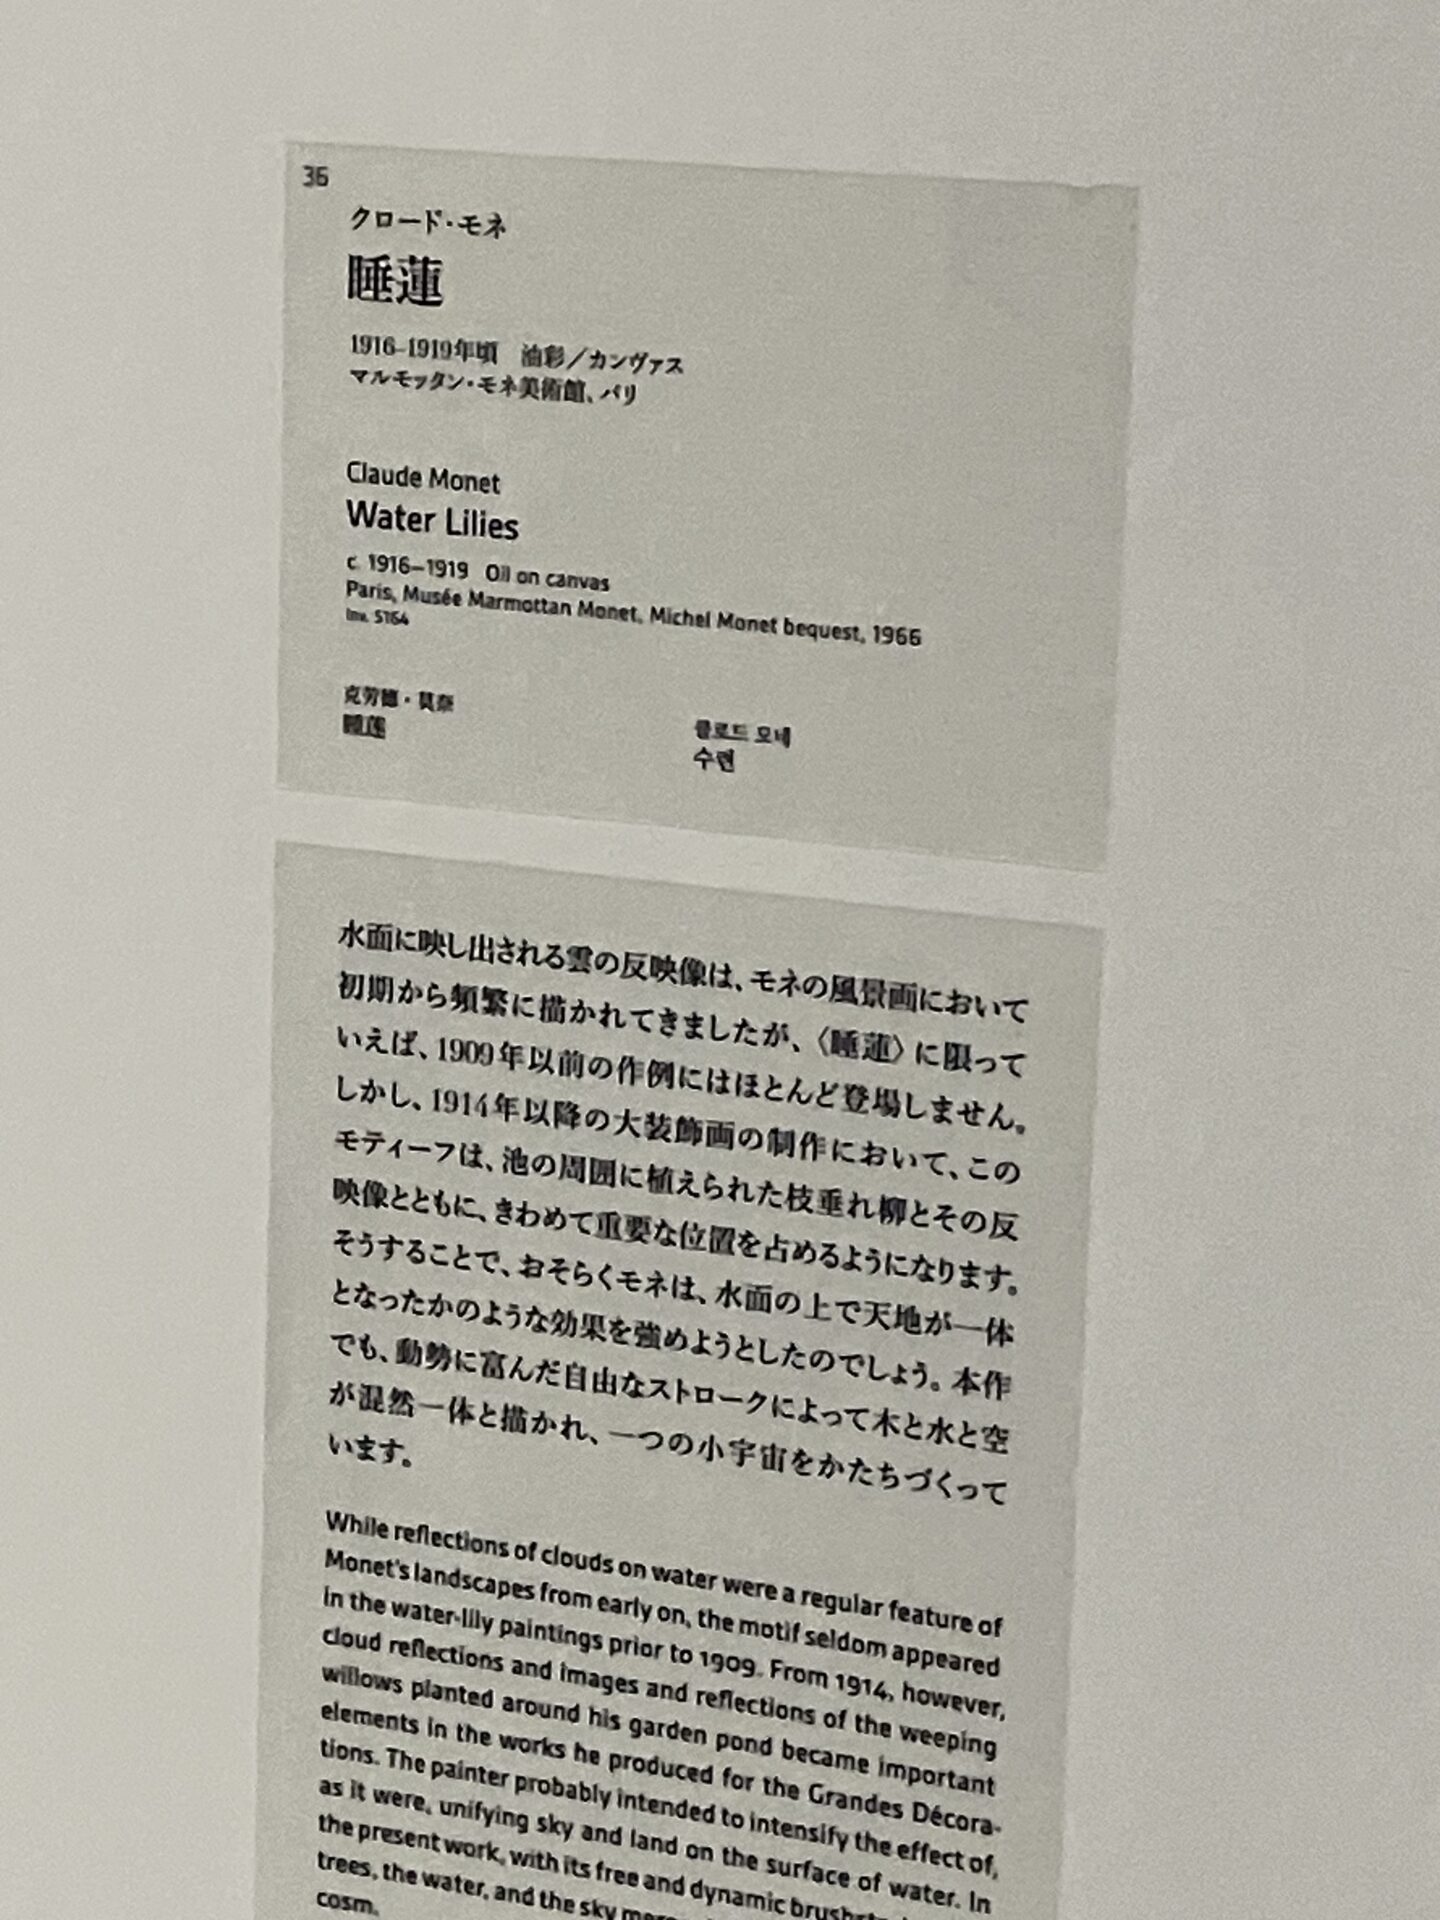 36
クロード・モネ
睡蓮
1916–1919年頃　油彩／カンヴァス
マルモッタン・モネ美術館、パリ
Claude Monet
Water Lilies
c. 1916–1919 Oil on canvas
Paris, Musée Marmottan Monet, Michel Monet bequest, 1966
Inv. 5164
克劳德・莫奈
睡莲
클로드 모네
수련
水面に映し出される雲の反映像は、モネの風景画において
初期から頻繁に描かれてきましたが、〈睡蓮〉に限って
いえば、1909年以前の作例にはほとんど登場しません。
しかし、1914年以降の大装飾画の制作において、この
モティーフは、池の周囲に植えられた枝垂れ柳とその反
映像とともに、きわめて重要な位置を占めるようになります。
そうすることで、おそらくモネは、水面の上で天地が一体
となったかのような効果を強めようとしたのでしょう。本作
でも、動勢に富んだ自由なストロークによって木と水と空
が混然一体と描かれ、一つの小宇宙をかたちづくって
います。
While reflections of clouds on water were a regular feature of
Monet's landscapes from early on, the motif seldom appeared
in the water-lily paintings prior to 1909. From 1914, however,
cloud reflections and images and reflections of the weeping
willows planted around his garden pond became important
elements in the works he produced for the Grandes Décora-
tions. The painter probably intended to intensify the effect of,
as it were, unifying sky and land on the surface of water. In
the present work, with its free and dynamic
trees, the water, and the sky
cosm.